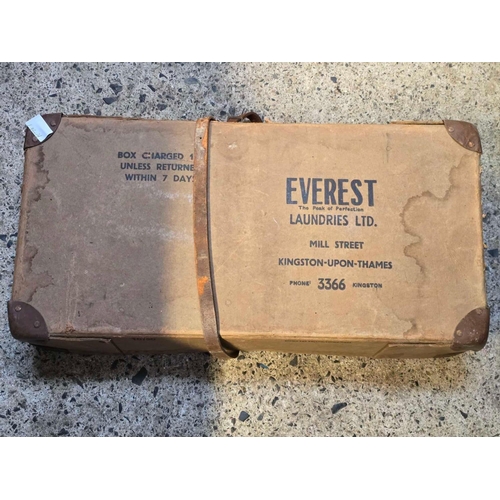 BOX CHARGED
UNLESS RETURNE
WITHIN 7 DAYS
EVEREST
The Peak of Perfection
LAUNDRIES LTD.
MILL STREET
KINGSTON-UPON-THAMES
PHONE 3366 KINGSTON